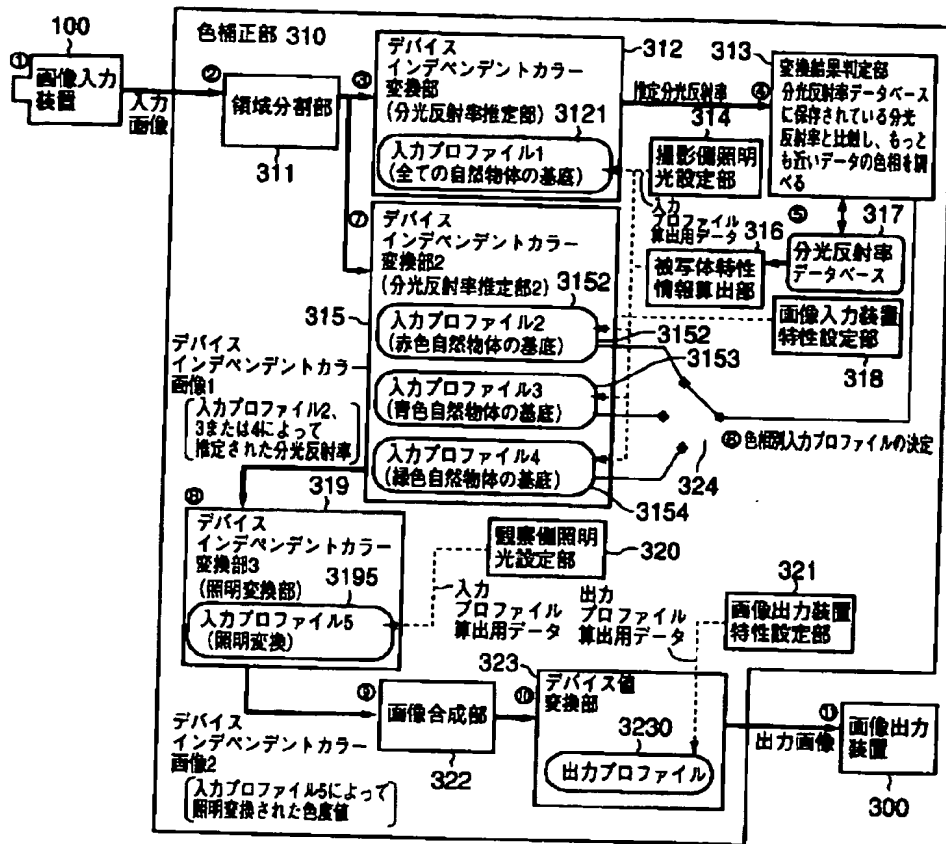 100
①
画像入力
装置
入力
画像
色補正部 310
②
領域分割部
311
③
デバイス
インディペンデントカラー
変換部
(分光反射率推定部)
3121
入力プロファイル1
(全ての自然物体の基底)
312
推定分光反射率
④
313
変換結果判定部
分光反射率データベース
に保存されている分光
反射率と比較し、もっと
も近いデータの色相を調
べる
314
撮影側照明
光設定部
入力
プロファイル
算出用データ
316
被写体特性
情報算出部
⑤
317
分光反射率
データベース
画像入力装置
特性設定部
318
⑦
デバイス
インデペンデントカラー
変換部2
(分光反射率推定部2)
3152
315
入力プロファイル2
(赤色自然物体の基底)
3152
入力プロファイル3
(青色自然物体の基底)
3153
入力プロファイル4
(緑色自然物体の基底)
3154
324
⑥色相別入力プロファイルの決定
デバイス
インデペンデントカラー
画像1
入力プロファイル2、
3または4によって
推定された分光反射率
319
⑧
デバイス
インデペンデントカラー
変換部3
(照明変換部)
3195
入力プロファイル5
(照明変換)
観察側照明
光設定部
320
入力
プロファイル
算出用データ
出力
プロファイル
算出用データ
321
画像出力装置
特性設定部
デバイス
インデペンデントカラー
画像2
入力プロファイル5によって
照明変換された色度値
⑨
画像合成部
322
⑩
323
デバイス値
変換部
3230
出力プロファイル
出力画像
⑪
画像出力
装置
300